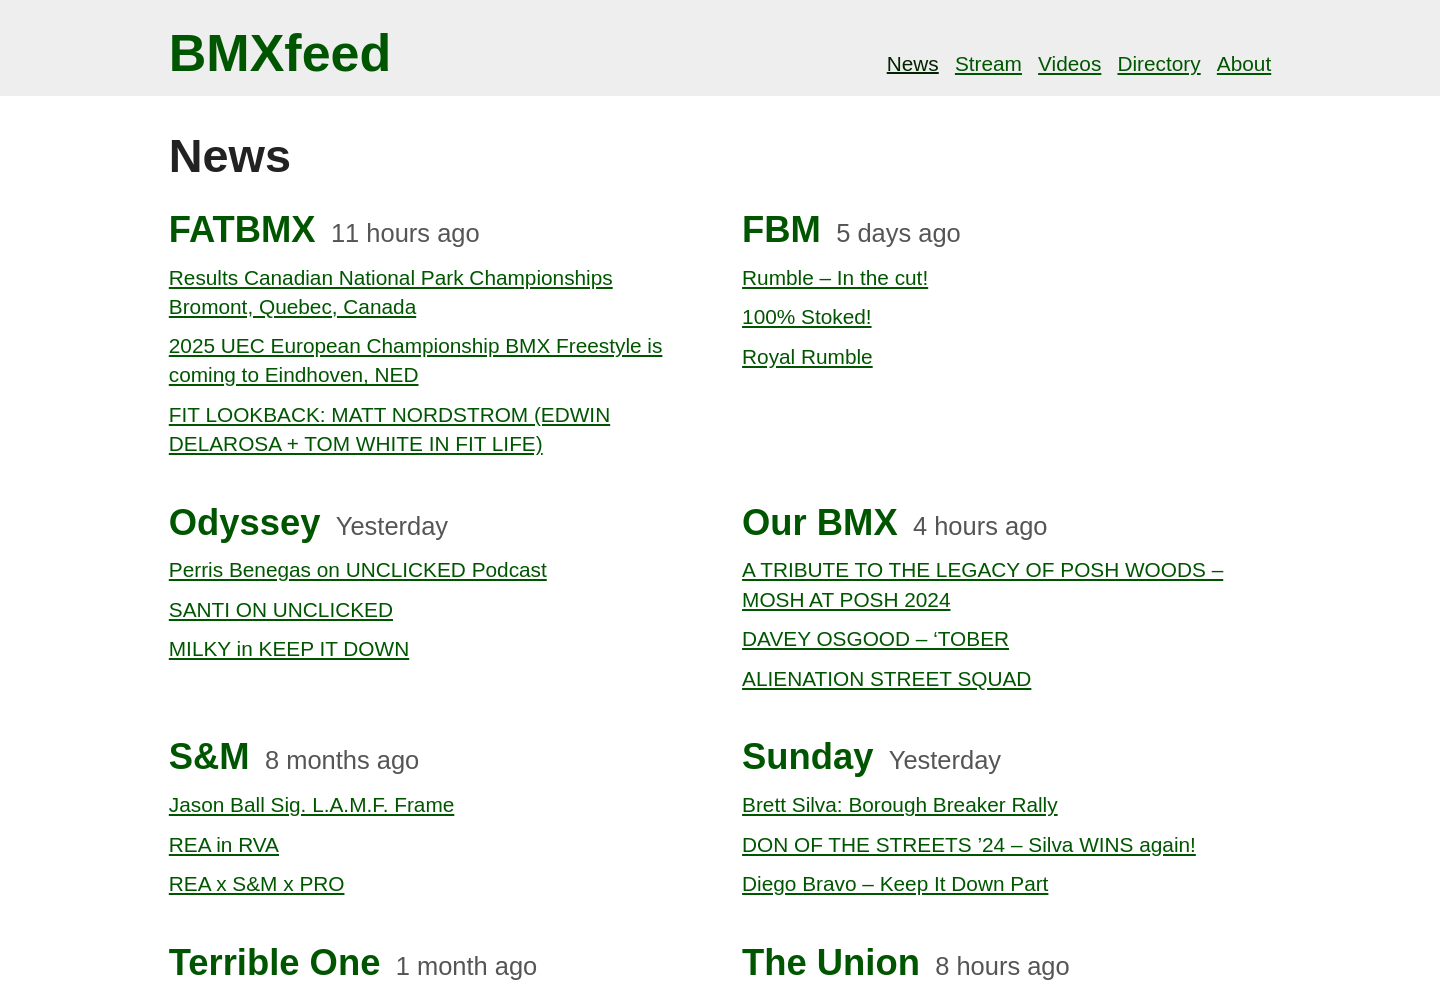 BMXfeed
News Stream Videos Directory About
News
FATBMX 11 hours ago
Results Canadian National Park Championships
Bromont, Quebec, Canada
2025 UEC European Championship BMX Freestyle is
coming to Eindhoven, NED
FIT LOOKBACK: MATT NORDSTROM (EDWIN
DELAROSA + TOM WHITE IN FIT LIFE)
FBM 5 days ago
Rumble – In the cut!
100% Stoked!
Royal Rumble
Odyssey Yesterday
Perris Benegas on UNCLICKED Podcast
SANTI ON UNCLICKED
MILKY in KEEP IT DOWN
Our BMX 4 hours ago
A TRIBUTE TO THE LEGACY OF POSH WOODS –
MOSH AT POSH 2024
DAVEY OSGOOD – ‘TOBER
ALIENATION STREET SQUAD
S&M 8 months ago
Jason Ball Sig. L.A.M.F. Frame
REA in RVA
REA x S&M x PRO
Sunday Yesterday
Brett Silva: Borough Breaker Rally
DON OF THE STREETS ’24 – Silva WINS again!
Diego Bravo – Keep It Down Part
Terrible One 1 month ago
The Union 8 hours ago